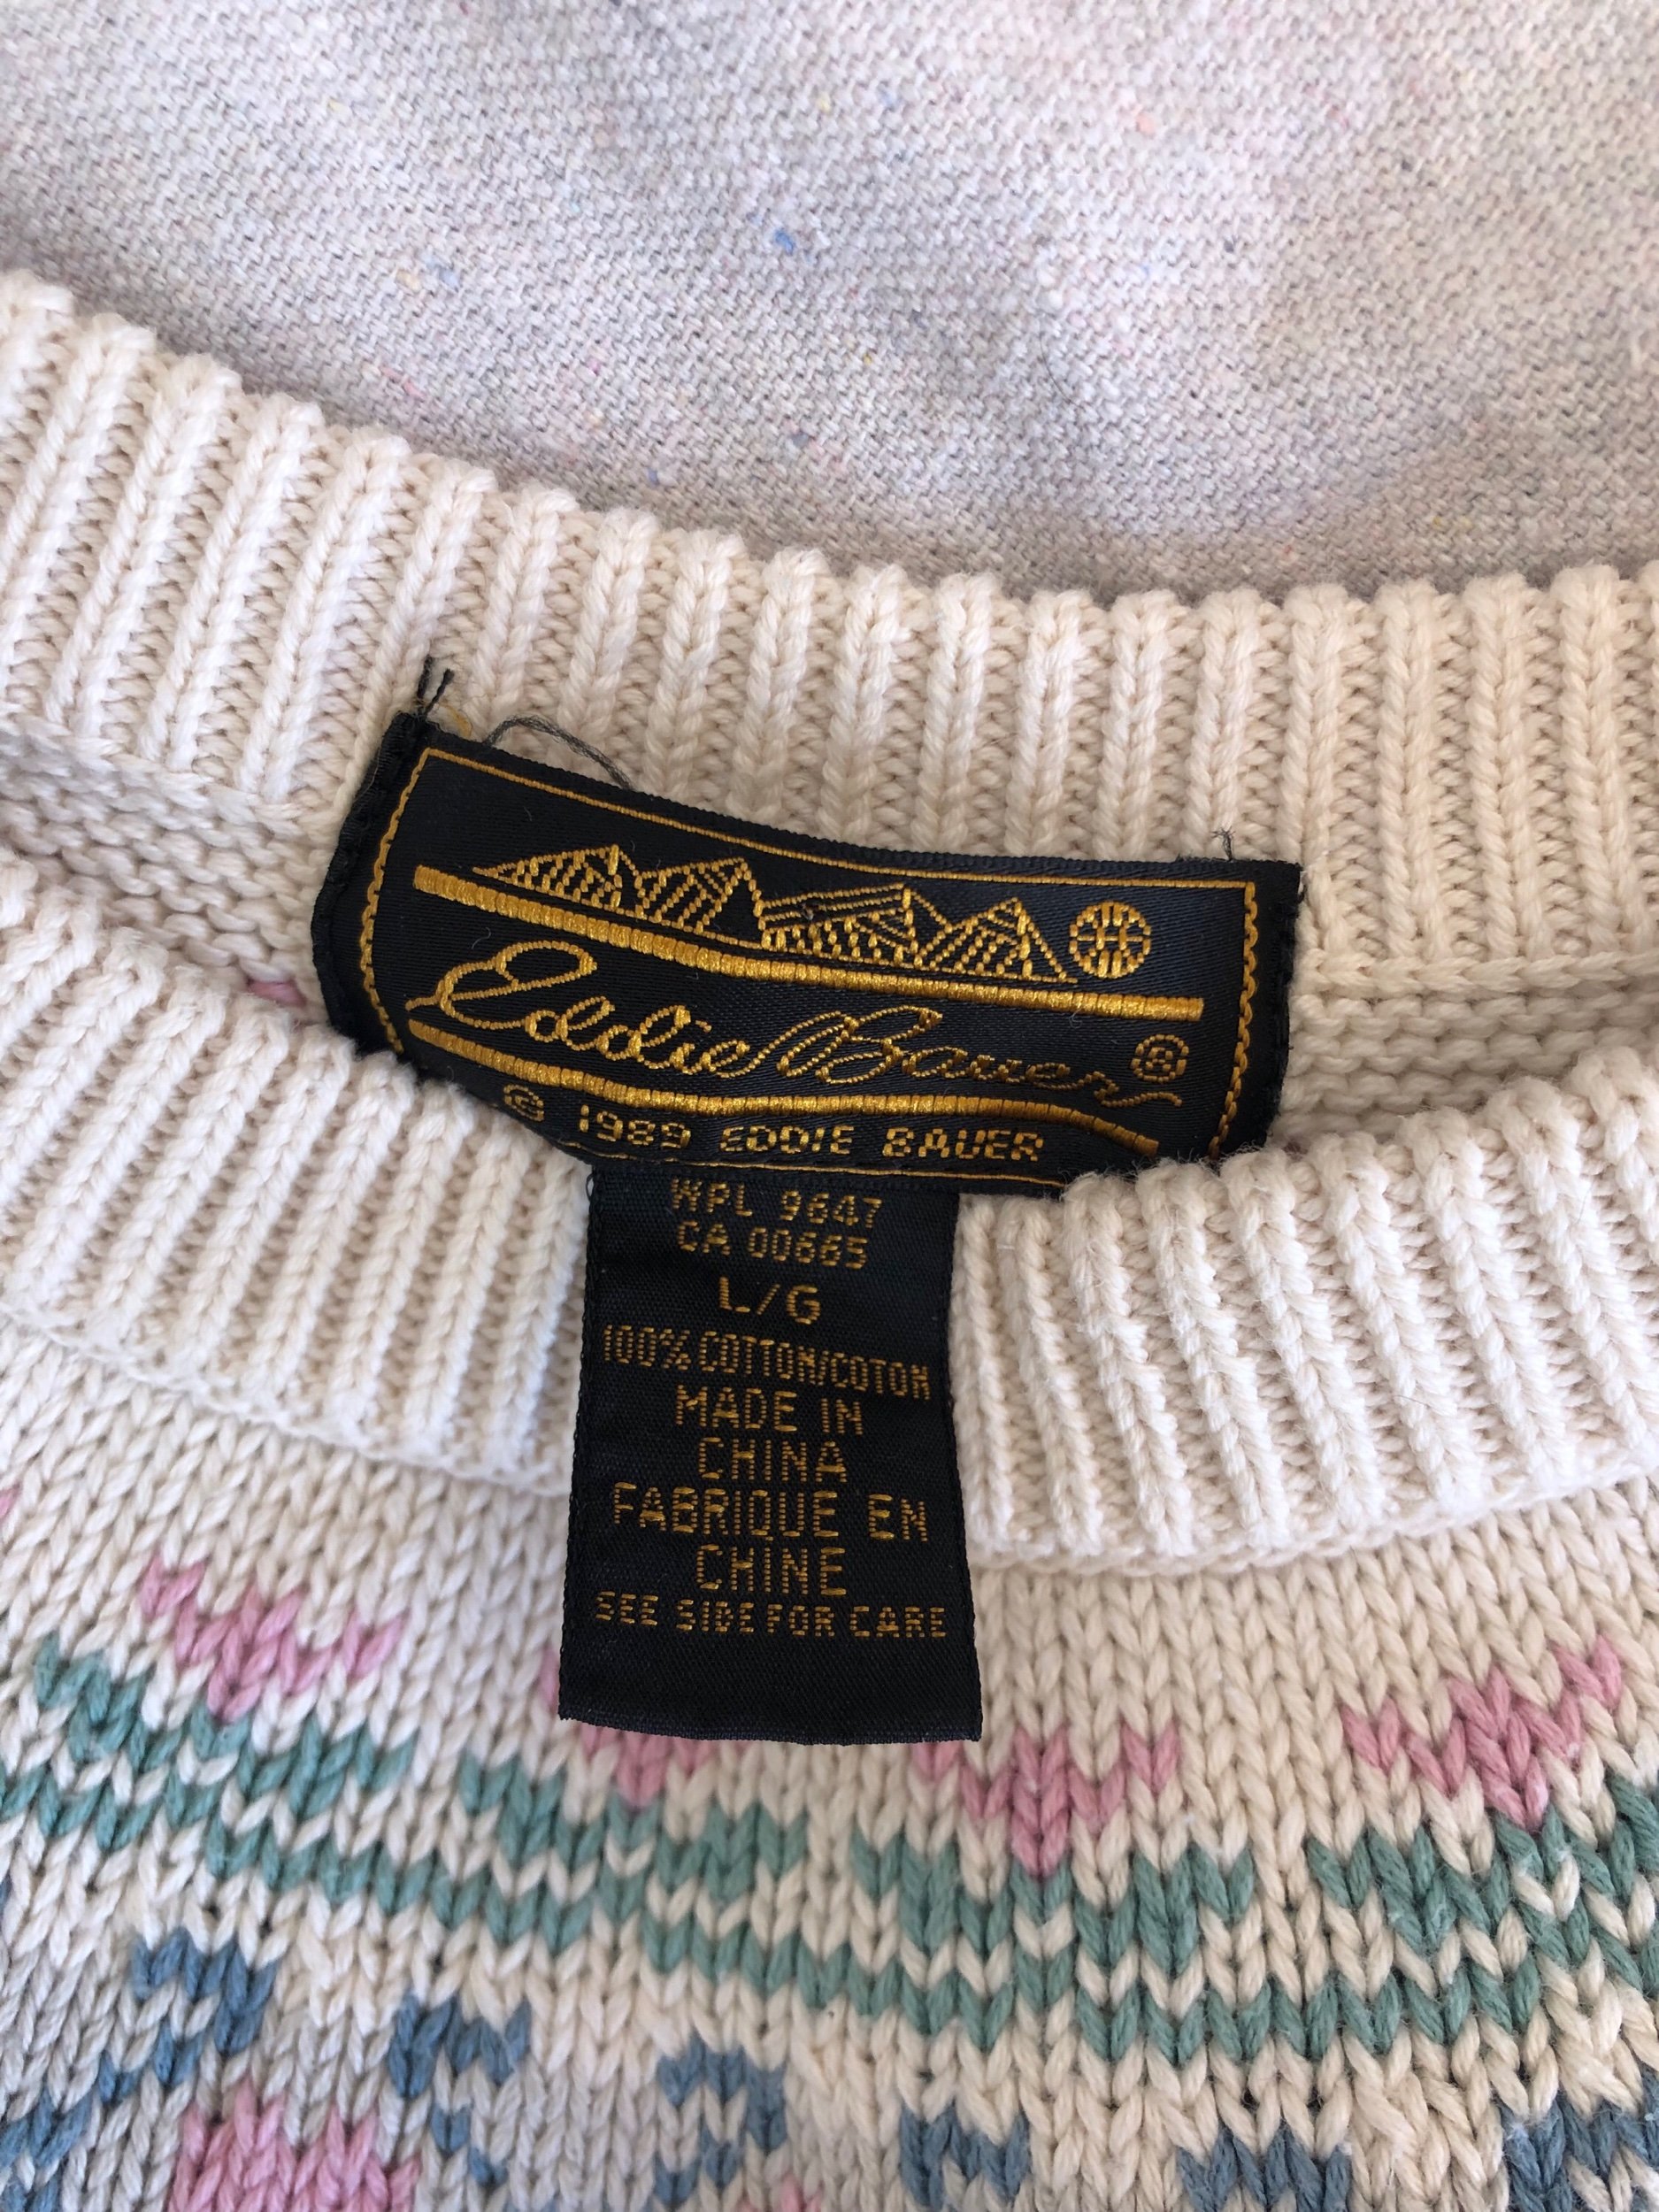 Eddie Bauer ®
© 1989 EDDIE BAUER
WPL 9647
CA 00665
L/G
100% COTTON/COTON
MADE IN
CHINA
FABRIQUE EN
CHINE
SEE SIDE FOR CARE